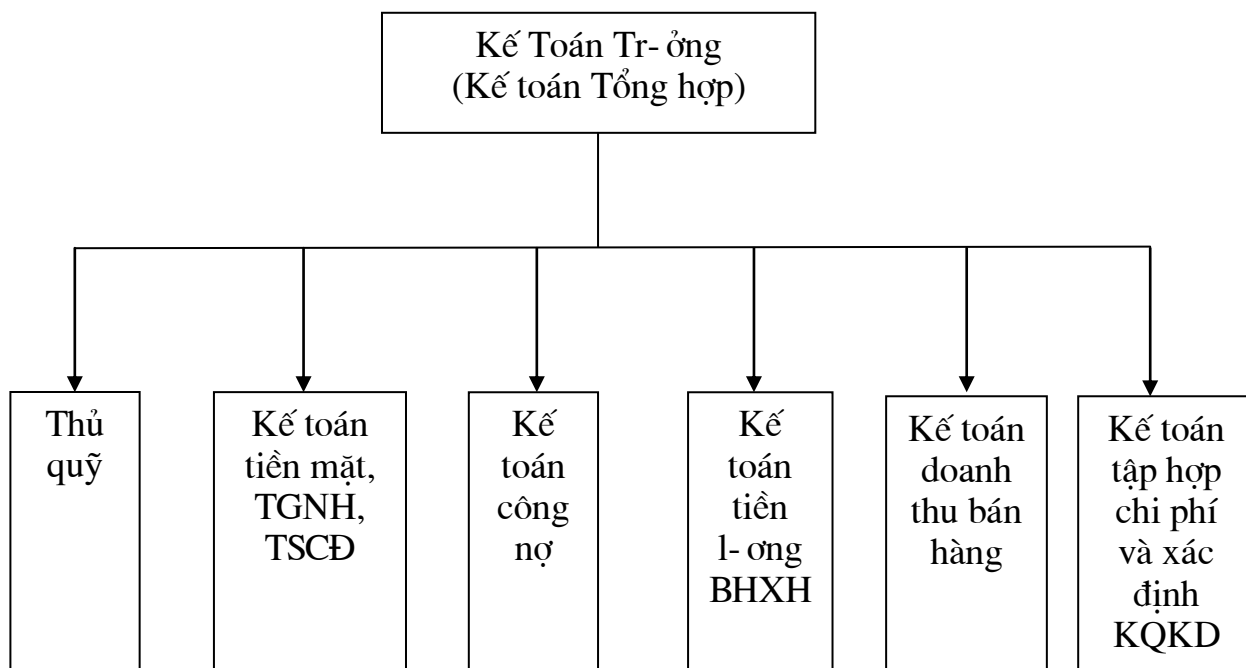 Kế Toán Tr- ởng
(Kế toán Tổng hợp)
Thủ
quỹ
Kế toán
tiền mặt,
TGNH,
TSCĐ
Kế
toán
công
nợ
Kế
toán
tiền
l- ơng
BHXH
Kế toán
doanh
thu bán
hàng
Kế toán
tập hợp
chi phí
và xác
định
KQKD